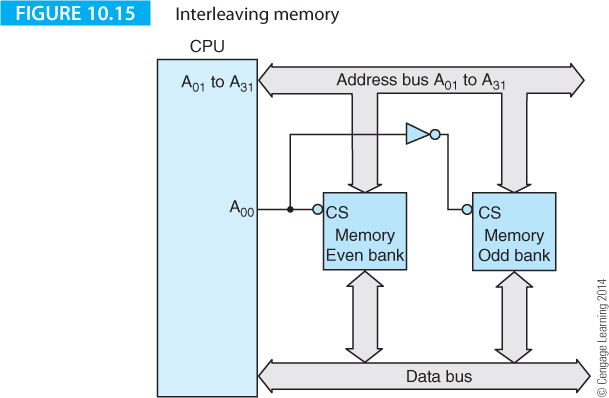 FIGURE 10.15 Interleaving memory
CPU
A01 to A31
Address bus A01 to A31
A00
CS
Memory
Even bank
CS
Memory
Odd bank
Data bus
© Cengage Learning 2014